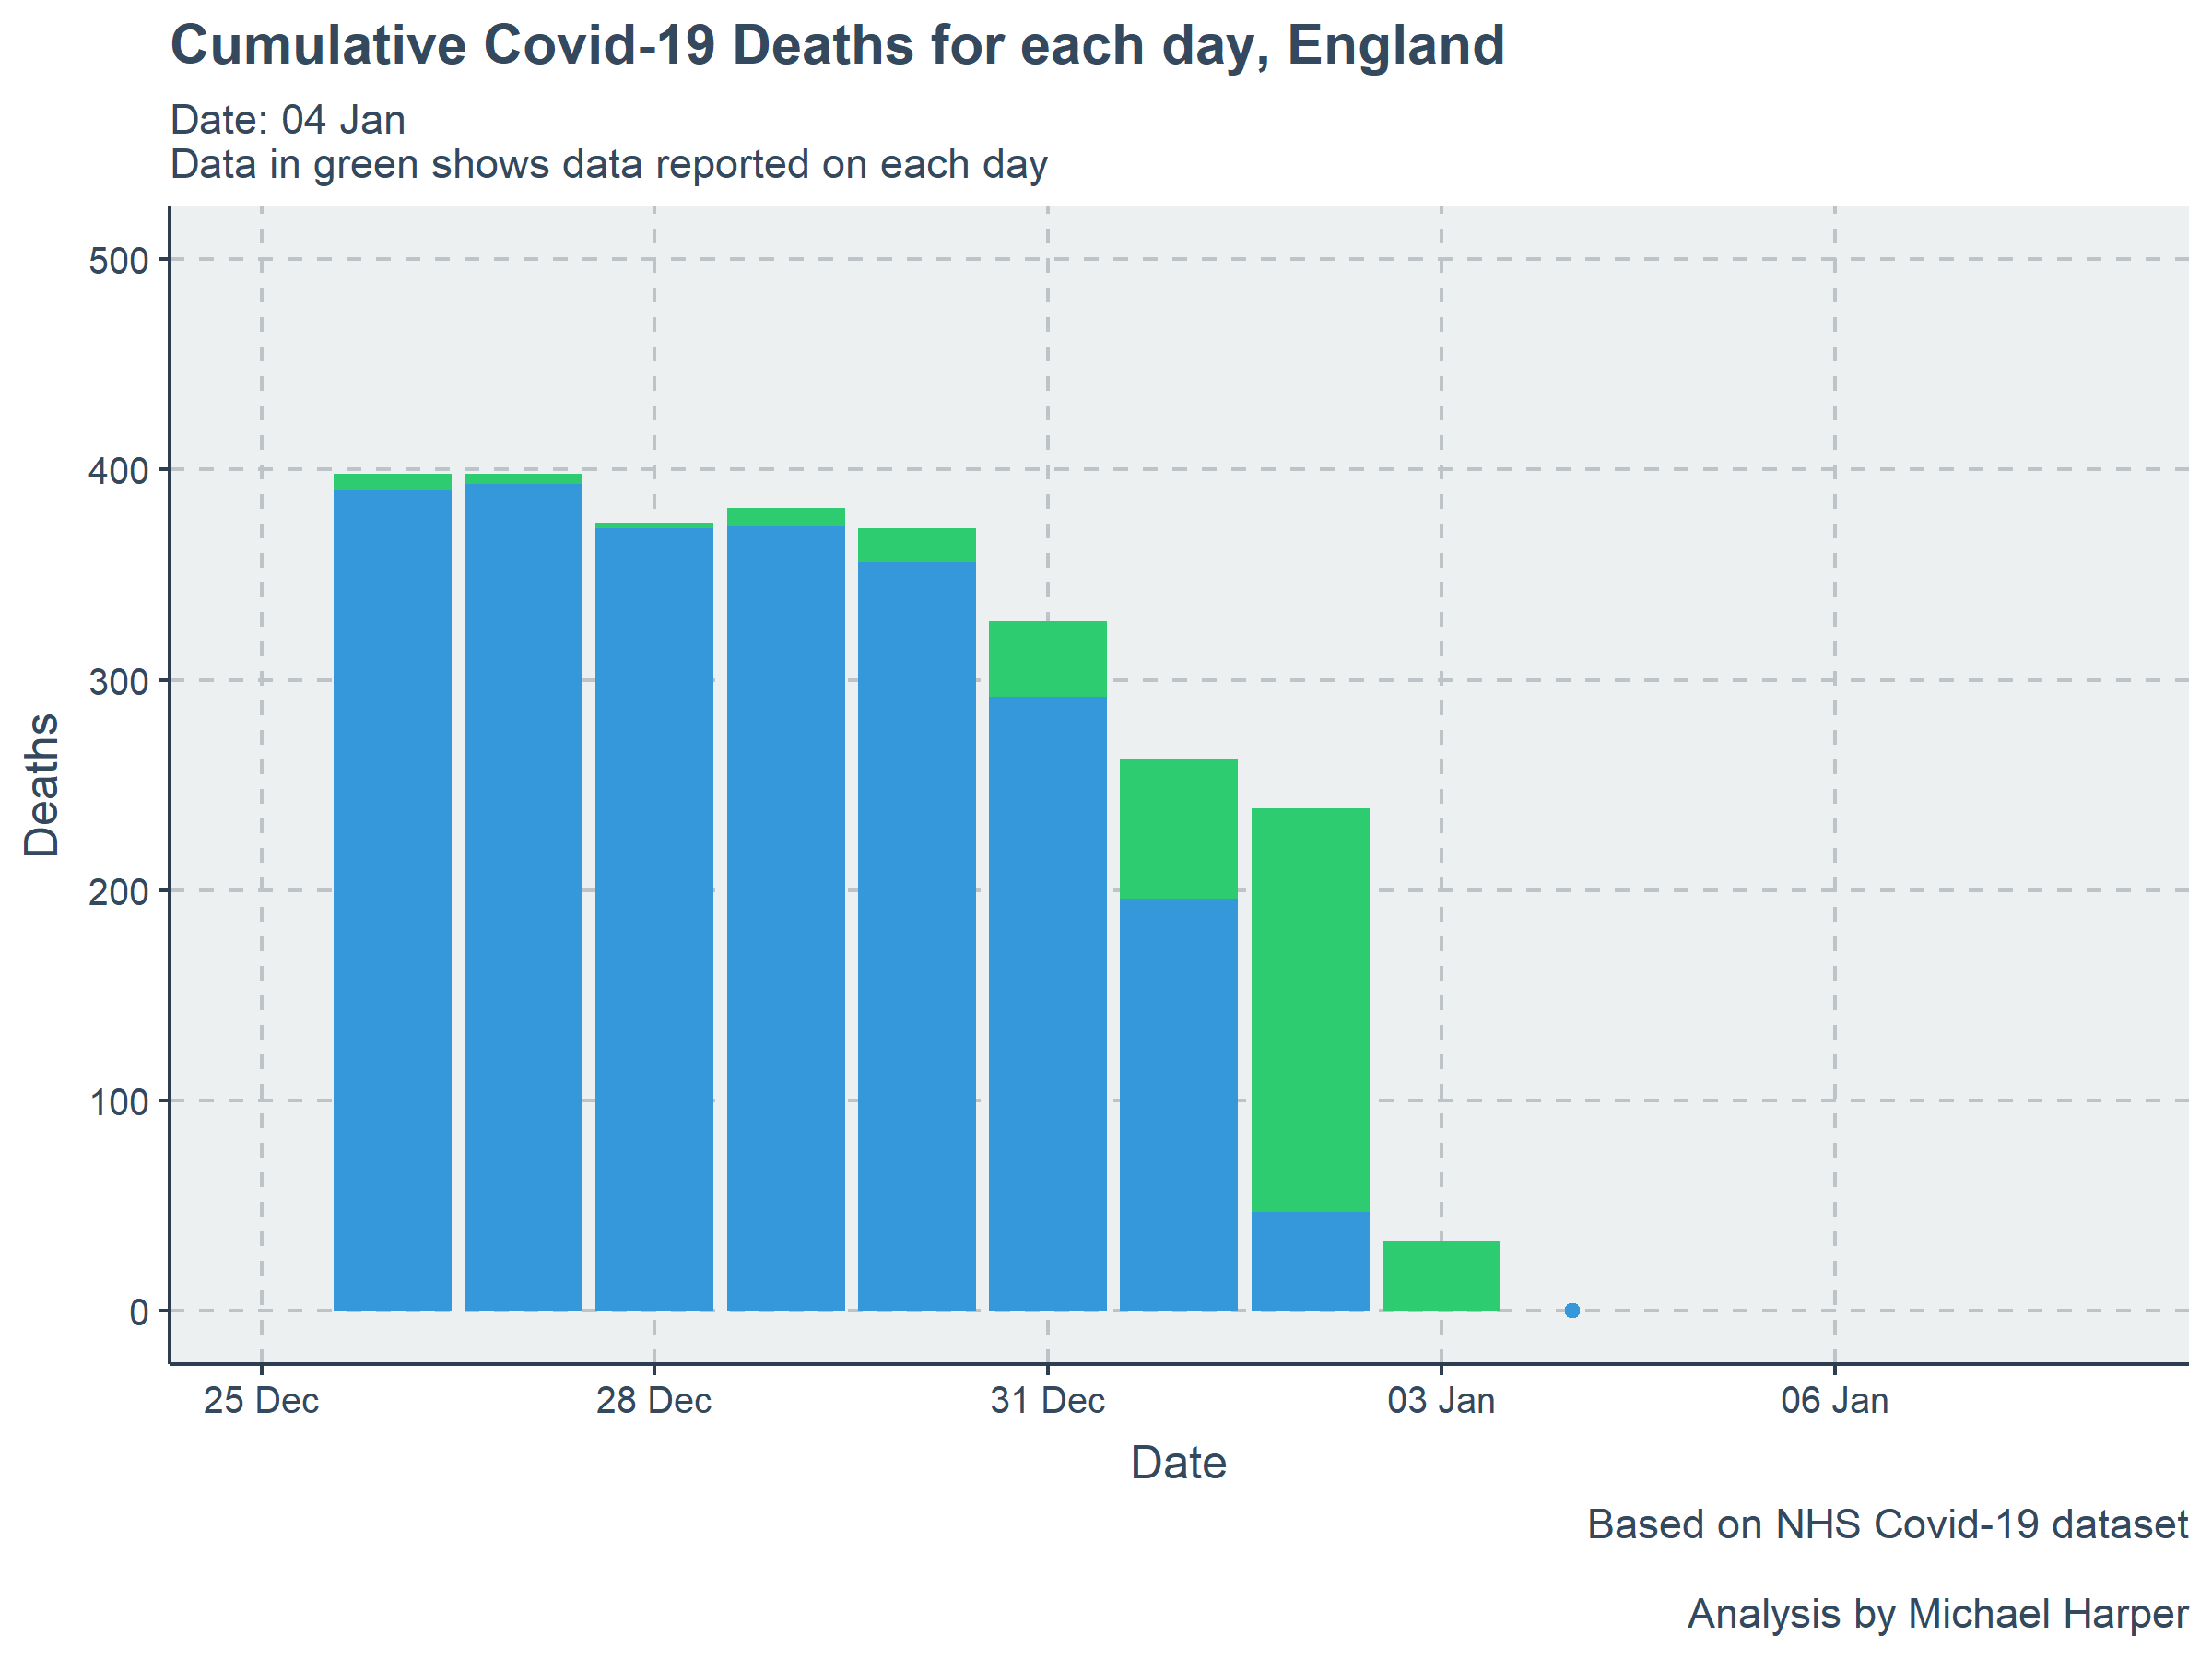 Cumulative Covid-19 Deaths for each day, England
Date: 04 Jan
Data in green shows data reported on each day
Deaths
500
400
300
200
100
0
25 Dec
28 Dec
31 Dec
03 Jan
06 Jan
Date
Based on NHS Covid-19 dataset
Analysis by Michael Harper